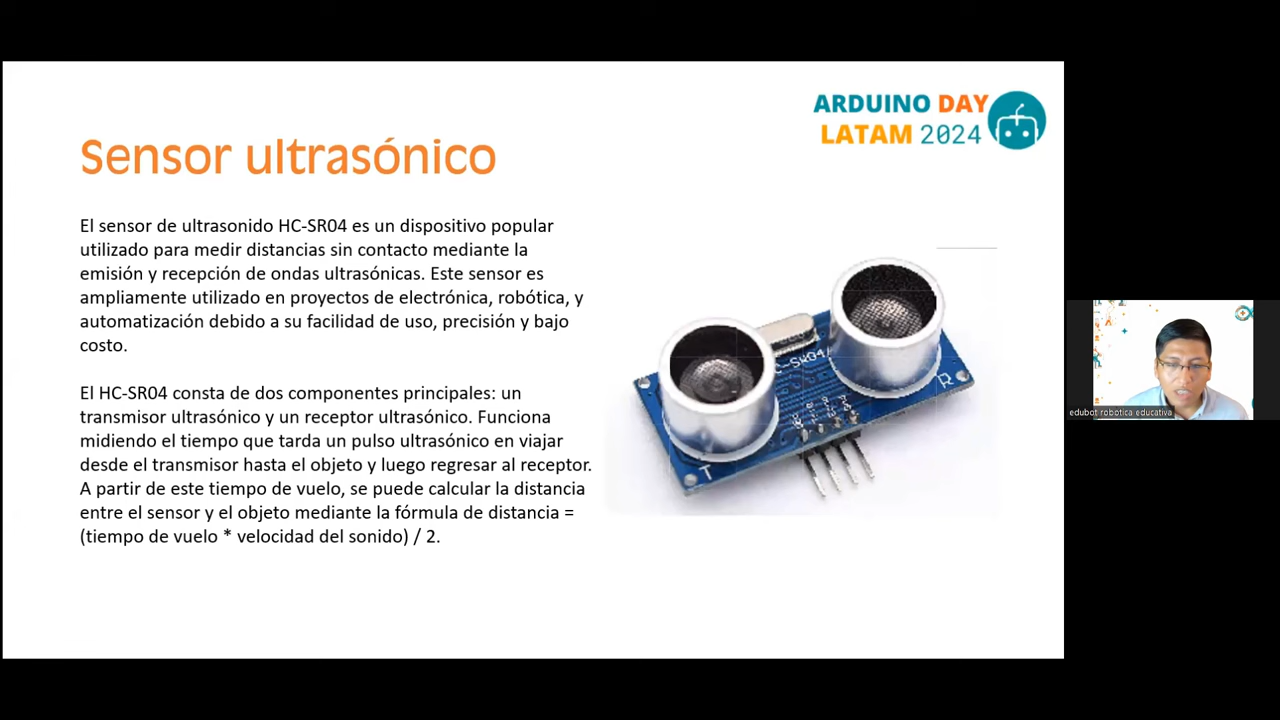 ARDUINO DAY
LATAM 2024
Sensor ultrasónico
El sensor de ultrasonido HC-SR04 es un dispositivo popular
utilizado para medir distancias sin contacto mediante la
emisión y recepción de ondas ultrasónicas. Este sensor es
ampliamente utilizado en proyectos de electrónica, robótica, y
automatización debido a su facilidad de uso, precisión y bajo
costo.
El HC-SR04 consta de dos componentes principales: un
transmisor ultrasónico y un receptor ultrasónico. Funciona
midiendo el tiempo que tarda un pulso ultrasónico en viajar
desde el transmisor hasta el objeto y luego regresar al receptor.
A partir de este tiempo de vuelo, se puede calcular la distancia
entre el sensor y el objeto mediante la fórmula de distancia =
(tiempo de vuelo * velocidad del sonido) / 2.
C-SR04
R
T
edubot robotica educativa